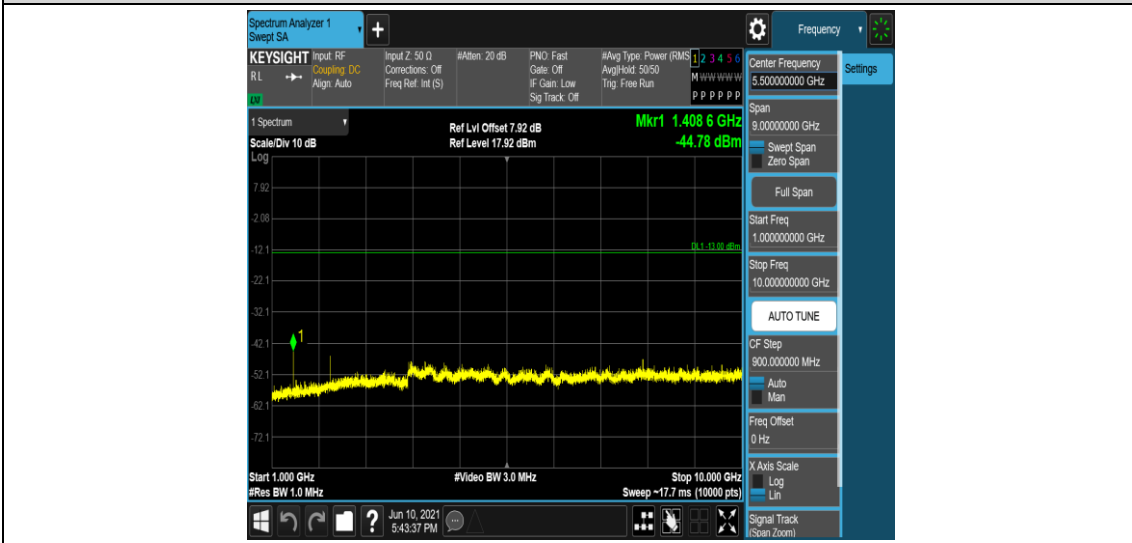 Spectrum Analyzer 1
Swept SA
+
Frequency
KEYSIGHT
RL
LXI
Input: RF
Coupling: DC
Align: Auto
Input Z: 50 Ω
Corrections: Off
Freq Ref: Int (S)
#Atten: 20 dB
PNO: Fast
Gate: Off
IF Gain: Low
Sig Track: Off
#Avg Type: Power (RMS
Avg|Hold: 50/50
Trig: Free Run
1 2 3 4 5 6
M W W W W W
P P P P P P
1 Spectrum
Scale/Div 10 dB
Log
Ref Lvl Offset 7.92 dB
Ref Level 17.92 dBm
Mkr1 1.408 6 GHz
-44.78 dBm
7.92
-2.08
-12.1
DL1 -13.00 dBm
-22.1
-32.1
-42.1
1
-52.1
-62.1
-72.1
Start 1.000 GHz
#Res BW 1.0 MHz
#Video BW 3.0 MHz
Stop 10.000 GHz
Sweep ~17.7 ms (10000 pts)
?
Jun 10, 2021
5:43:37 PM
Center Frequency
5.500000000 GHz
Settings
Span
9.00000000 GHz
Swept Span
Zero Span
Full Span
Start Freq
1.000000000 GHz
Stop Freq
10.000000000 GHz
AUTO TUNE
CF Step
900.000000 MHz
Auto
Man
Freq Offset
0 Hz
X Axis Scale
Log
Lin
Signal Track
(Span Zoom)